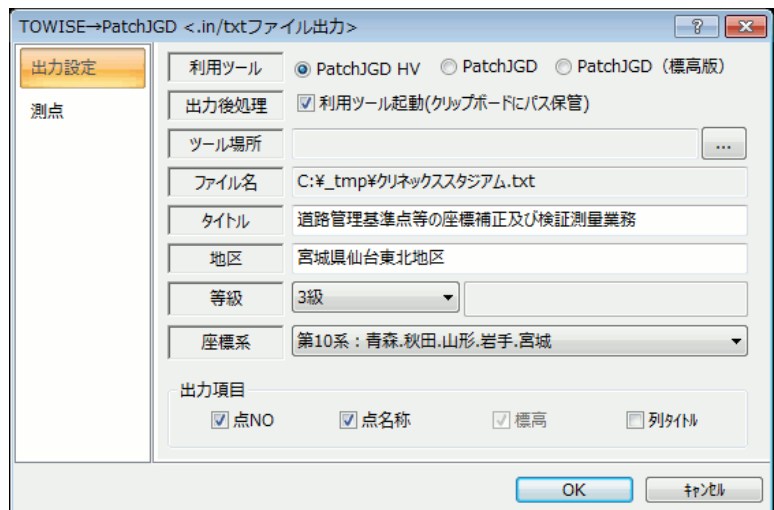 TOWISE→PatchJGD <.in/txtファイル出力>
出力設定
測点
利用ツール PatchJGD HV PatchJGD PatchJGD（標高版）
出力後処理 利用ツール起動(クリップボードにパス保管)
ツール場所 ...
ファイル名 C:¥_tmp¥クリネックススタジアム.txt
タイトル 道路管理基準点等の座標補正及び検証測量業務
地区 宮城県仙台東北地区
等級 3級
座標系 第10系：青森.秋田.山形.岩手.宮城
出力項目
点NO 点名称 標高 列タイトル
OK キャンセル